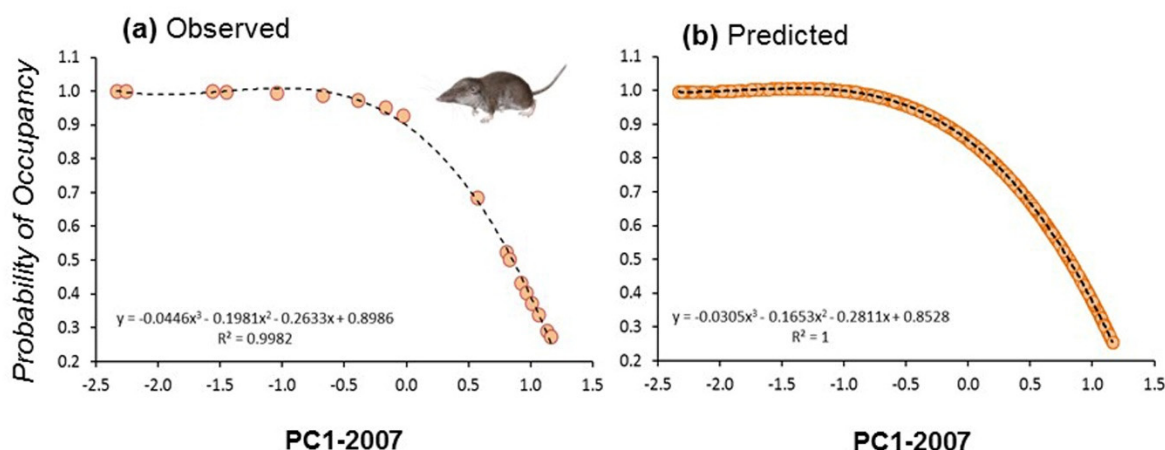 (a) Observed
(b) Predicted
Probability of Occupancy
1.1
1.0
0.9
0.8
0.7
0.6
0.5
0.4
0.3
0.2
y = -0.0446x³ - 0.1981x² - 0.2633x + 0.8986
R² = 0.9982
-2.5 -2.0 -1.5 -1.0 -0.5 0.0 0.5 1.0 1.5
PC1-2007
1.1
1.0
0.9
0.8
0.7
0.6
0.5
0.4
0.3
0.2
y = -0.0305x³ - 0.1653x² - 0.2811x + 0.8528
R² = 1
-2.5 -2.0 -1.5 -1.0 -0.5 0.0 0.5 1.0 1.5
PC1-2007